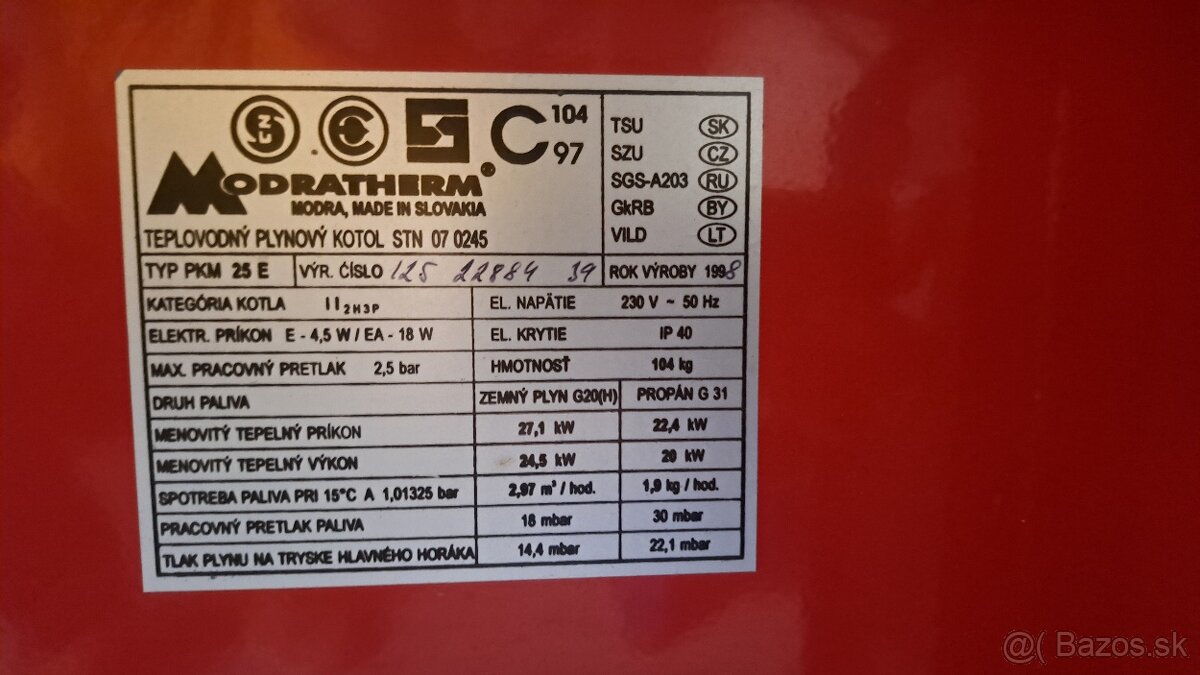 C 104
97
MODRATHERM®
MODRA, MADE IN SLOVAKIA
TEPLOVODNÝ PLYNOVÝ KOTOL STN 07 0245
TSU SK
SZU CZ
SGS-A203 RU
GkRB BY
VILD LT
TYP PKM 25 E VÝR. ČÍSLO 125 22884 39 ROK VÝROBY 1998
KATEGÓRIA KOTLA II2H3P EL. NAPÄTIE 230 V ~ 50 Hz
ELEKTR. PRÍKON E - 4,5 W / EA - 18 W EL. KRYTIE IP 40
MAX. PRACOVNÝ PRETLAK 2,5 bar HMOTNOSŤ 104 kg
DRUH PALIVA ZEMNÝ PLYN G20(H) PROPÁN G 31
MENOVITÝ TEPELNÝ PRÍKON 27,1 kW 22,4 kW
MENOVITÝ TEPELNÝ VÝKON 24,5 kW 20 kW
SPOTREBA PALIVA PRI 15°C A 1,01325 bar 2,97 m³ / hod. 1,9 kg / hod.
PRACOVNÝ PRETLAK PALIVA 18 mbar 30 mbar
TLAK PLYNU NA TRYSKE HLAVNÉHO HORÁKA 14,4 mbar 22,1 mbar
@( Bazos.sk